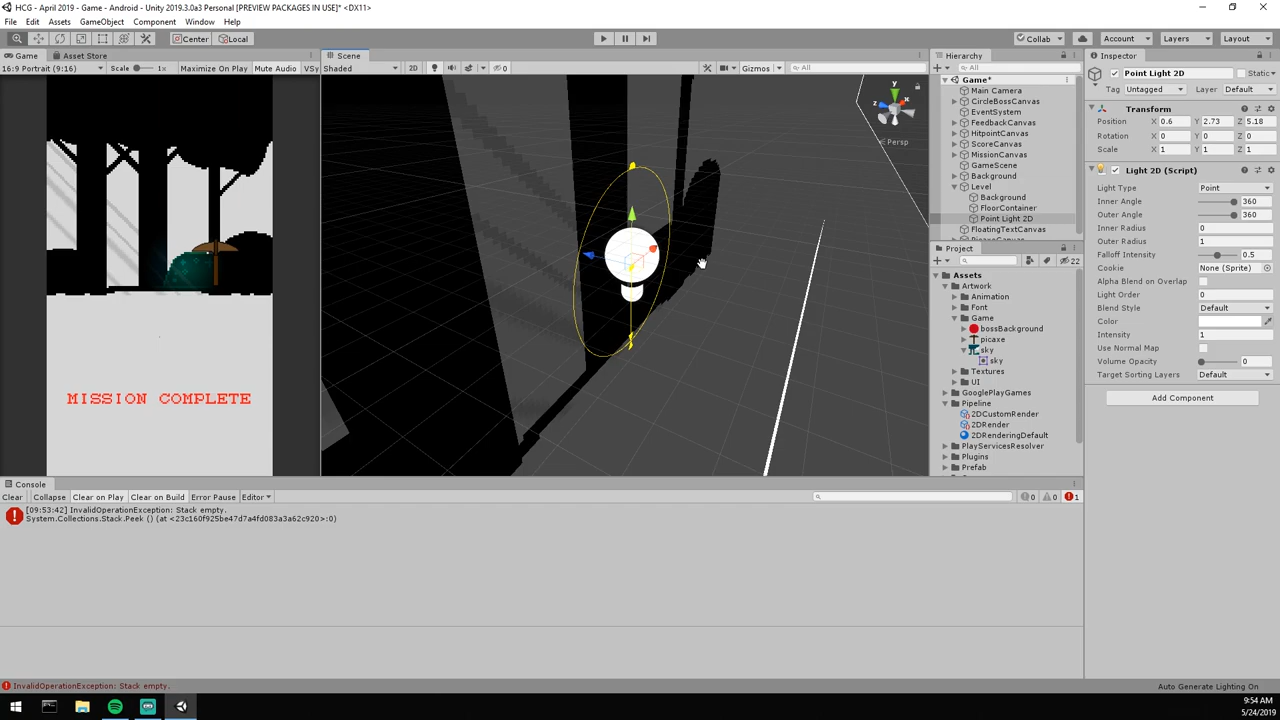 HCG - April 2019 - Game - Android - Unity 2019.3.0a3 Personal [PREVIEW PACKAGES IN USE]* <DX11>
File Edit Assets GameObject Component Window Help
Center Local Collab Account Layers Layout
Game Asset Store
16:9 Portrait (9:16) Scale 1x Maximize On Play Mute Audio VSy
MISSION COMPLETE
Scene
Shaded 2D 0 Gizmos All
y
x
z
Persp
Hierarchy
All
Game*
Main Camera
CircleBossCanvas
EventSystem
FeedbackCanvas
HitpointCanvas
ScoreCanvas
MissionCanvas
GameScene
Background
Level
Background
FloorContainer
Point Light 2D
FloatingTextCanvas
Project
22
Assets
Artwork
Animation
Font
Game
bossBackground
picaxe
sky
sky
Textures
UI
GooglePlayGames
Pipeline
2DCustomRender
2DRender
2DRenderingDefault
PlayServicesResolver
Plugins
Prefab
Inspector
Point Light 2D Static
Tag Untagged Layer Default
Transform
Position X 0.6 Y 2.73 Z 5.18
Rotation X 0 Y 0 Z 0
Scale X 1 Y 1 Z 1
Light 2D (Script)
Light Type Point
Inner Angle 360
Outer Angle 360
Inner Radius 0
Outer Radius 1
Falloff Intensity 0.5
Cookie None (Sprite)
Alpha Blend on Overlap
Light Order 0
Blend Style Default
Color
Intensity 1
Use Normal Map
Volume Opacity 0
Target Sorting Layers Default
Add Component
Console
Clear Collapse Clear on Play Clear on Build Error Pause Editor 0 0 1
[09:53:42] InvalidOperationException: Stack empty.
System.Collections.Stack.Peek () (at <23c160f925be47d7a4fd083a3a62c920>:0)
InvalidOperationException: Stack empty.
Auto Generate Lighting On
9:54 AM
5/24/2019